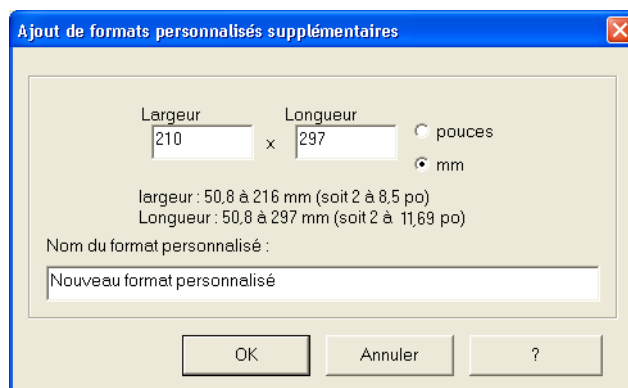 Ajout de formats personnalisés supplémentaires
Largeur Longueur
210 x 297
pouces
mm
largeur : 50,8 à 216 mm (soit 2 à 8,5 po)
Longueur : 50,8 à 297 mm (soit 2 à 11,69 po)
Nom du format personnalisé :
Nouveau format personnalisé
OK Annuler ?